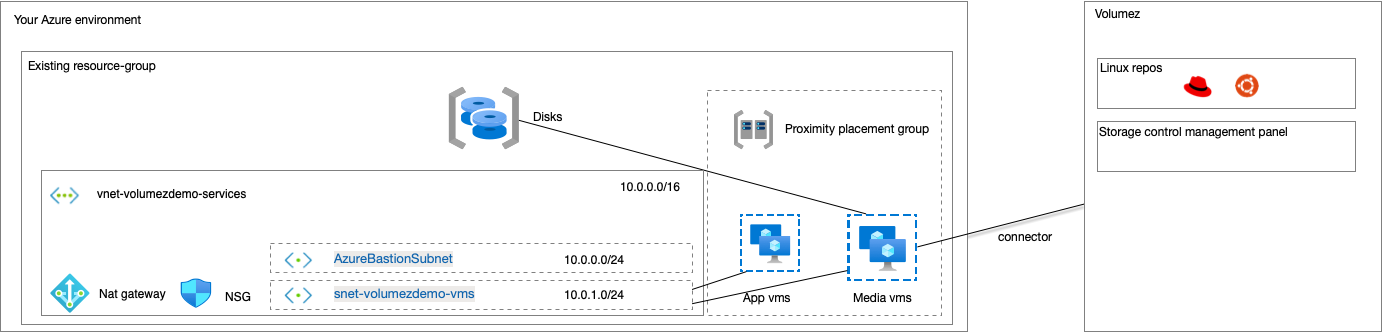 Your Azure environment
Existing resource-group
Disks
Proximity placement group
vnet-volumezdemo-services
10.0.0.0/16
AzureBastionSubnet
10.0.0.0/24
Nat gateway
NSG
snet-volumezdemo-vms
10.0.1.0/24
App vms
Media vms
connector
Volumez
Linux repos
Storage control management panel